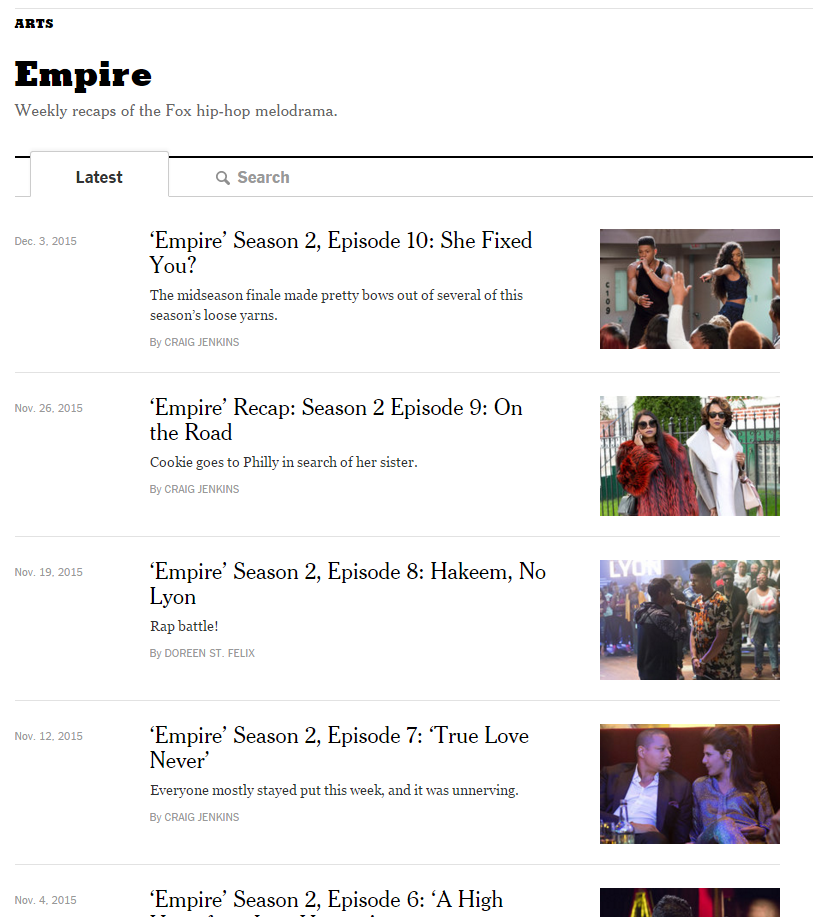 ARTS
Empire
Weekly recaps of the Fox hip-hop melodrama.
Latest
Search
Dec. 3, 2015
‘Empire’ Season 2, Episode 10: She Fixed
You?
The midseason finale made pretty bows out of several of this
season’s loose yarns.
By CRAIG JENKINS
C109
Nov. 26, 2015
‘Empire’ Recap: Season 2 Episode 9: On
the Road
Cookie goes to Philly in search of her sister.
By CRAIG JENKINS
Nov. 19, 2015
‘Empire’ Season 2, Episode 8: Hakeem, No
Lyon
Rap battle!
By DOREEN ST. FELIX
LYON
Nov. 12, 2015
‘Empire’ Season 2, Episode 7: ‘True Love
Never’
Everyone mostly stayed put this week, and it was unnerving.
By CRAIG JENKINS
Nov. 4, 2015
‘Empire’ Season 2, Episode 6: ‘A High